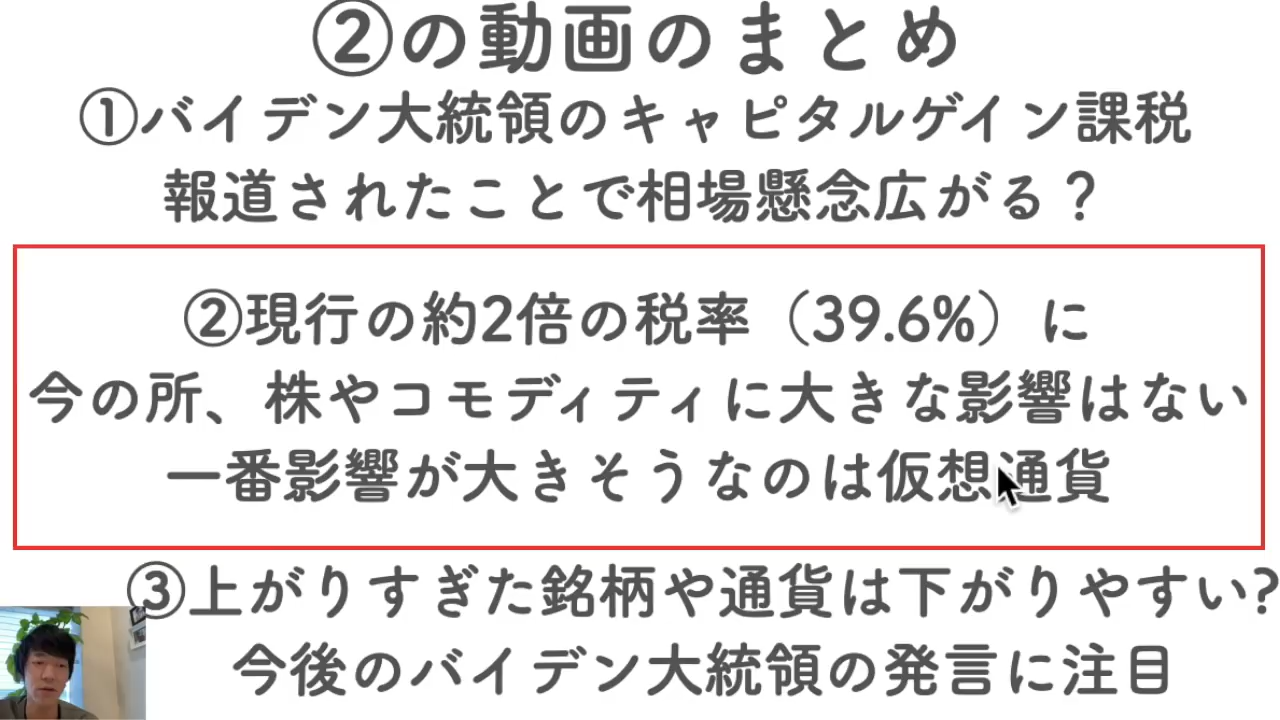 ②の動画のまとめ
①バイデン大統領のキャピタルゲイン課税
報道されたことで相場懸念広がる？
②現行の約2倍の税率（39.6%）に
今の所、株やコモディティに大きな影響はない
一番影響が大きそうなのは仮想通貨
③上がりすぎた銘柄や通貨は下がりやすい?
今後のバイデン大統領の発言に注目